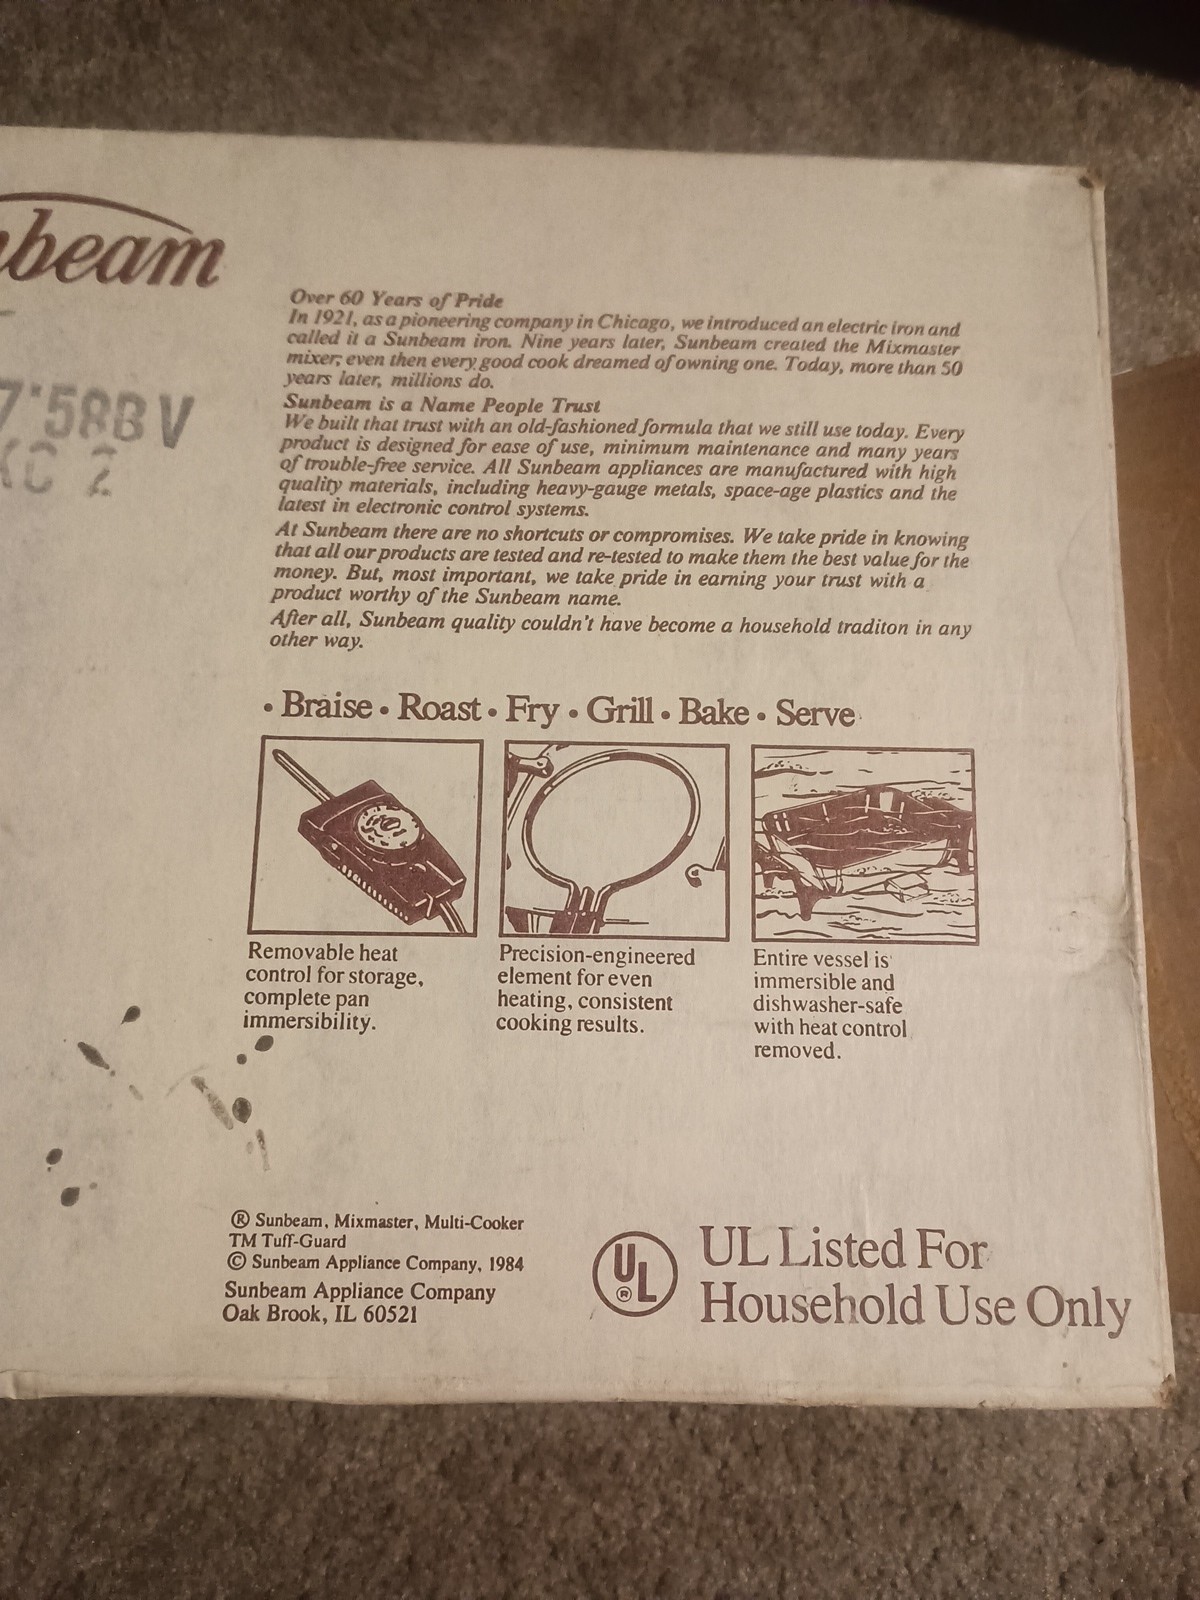 beam
7'58B V
KC 2
Over 60 Years of Pride
In 1921, as a pioneering company in Chicago, we introduced an electric iron and
called it a Sunbeam iron. Nine years later, Sunbeam created the Mixmaster
mixer; even then every good cook dreamed of owning one. Today, more than 50
years later, millions do.
Sunbeam is a Name People Trust
We built that trust with an old-fashioned formula that we still use today. Every
product is designed for ease of use, minimum maintenance and many years
of trouble-free service. All Sunbeam appliances are manufactured with high
quality materials, including heavy-gauge metals, space-age plastics and the
latest in electronic control systems.
At Sunbeam there are no shortcuts or compromises. We take pride in knowing
that all our products are tested and re-tested to make them the best value for the
money. But, most important, we take pride in earning your trust with a
product worthy of the Sunbeam name.
After all, Sunbeam quality couldn't have become a household traditon in any
other way.
• Braise • Roast • Fry • Grill • Bake • Serve
Removable heat
control for storage,
complete pan
immersibility.
Precision-engineered
element for even
heating, consistent
cooking results.
Entire vessel is
immersible and
dishwasher-safe
with heat control
removed.
® Sunbeam, Mixmaster, Multi-Cooker
TM Tuff-Guard
© Sunbeam Appliance Company, 1984
Sunbeam Appliance Company
Oak Brook, IL 60521
UL ®
UL Listed For
Household Use Only